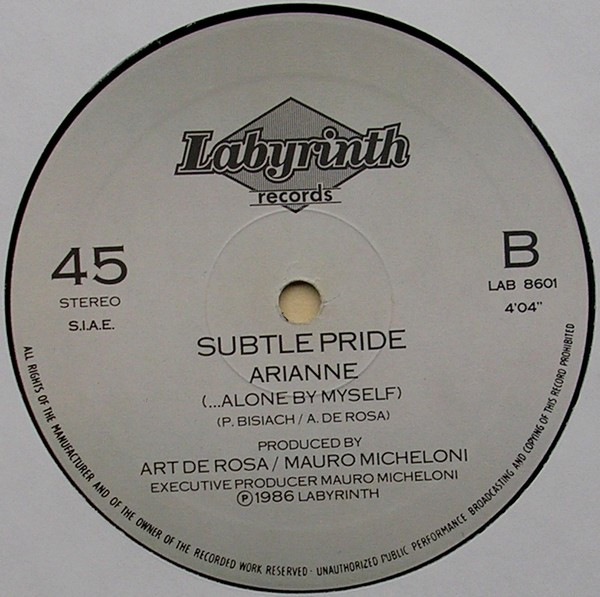 Labyrinth
records
45
STEREO
S.I.A.E.
B
LAB 8601
4'04"
SUBTLE PRIDE
ARIANNE
(...ALONE BY MYSELF)
(P. BISIACH / A. DE ROSA)
PRODUCED BY
ART DE ROSA / MAURO MICHELONI
EXECUTIVE PRODUCER MAURO MICHELONI
Ⓟ 1986 LABYRINTH
ALL RIGHTS OF THE MANUFACTURER AND OF THE OWNER OF THE RECORDED WORK RESERVED · UNAUTHORIZED PUBLIC PERFORMANCE BROADCASTING AND COPYING OF THIS RECORD PROHIBITED